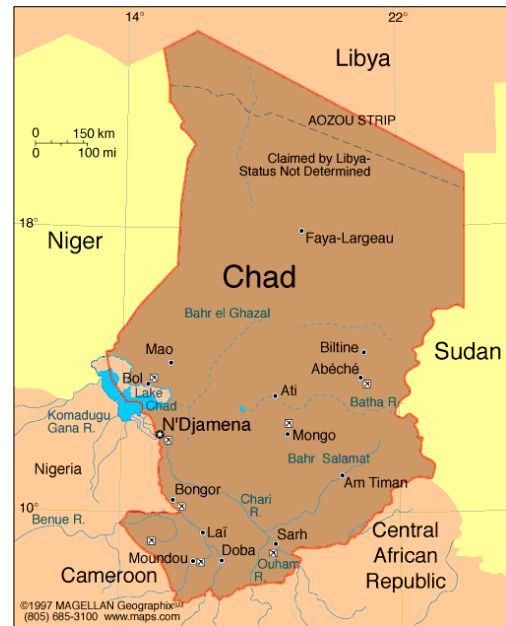 14°
22°
Libya
AOZOU STRIP
0 150 km
0 100 mi
Claimed by Libya-
Status Not Determined
18°
Niger
Faya-Largeau
Chad
Bahr el Ghazal
Mao
Biltine
Sudan
Bol
Abéché
Lake
Chad
Ati
Batha R.
Komadugu
Gana R.
N'Djamena
Mongo
Bahr Salamat
Nigeria
Am Timan
Bongor
Chari
R.
10°
Benue R.
Laï
Sarh
Central
African
Republic
Moundou
Doba
Ouham
R.
Cameroon
©1997 MAGELLAN Geographix℠
(805) 685-3100 www.maps.com